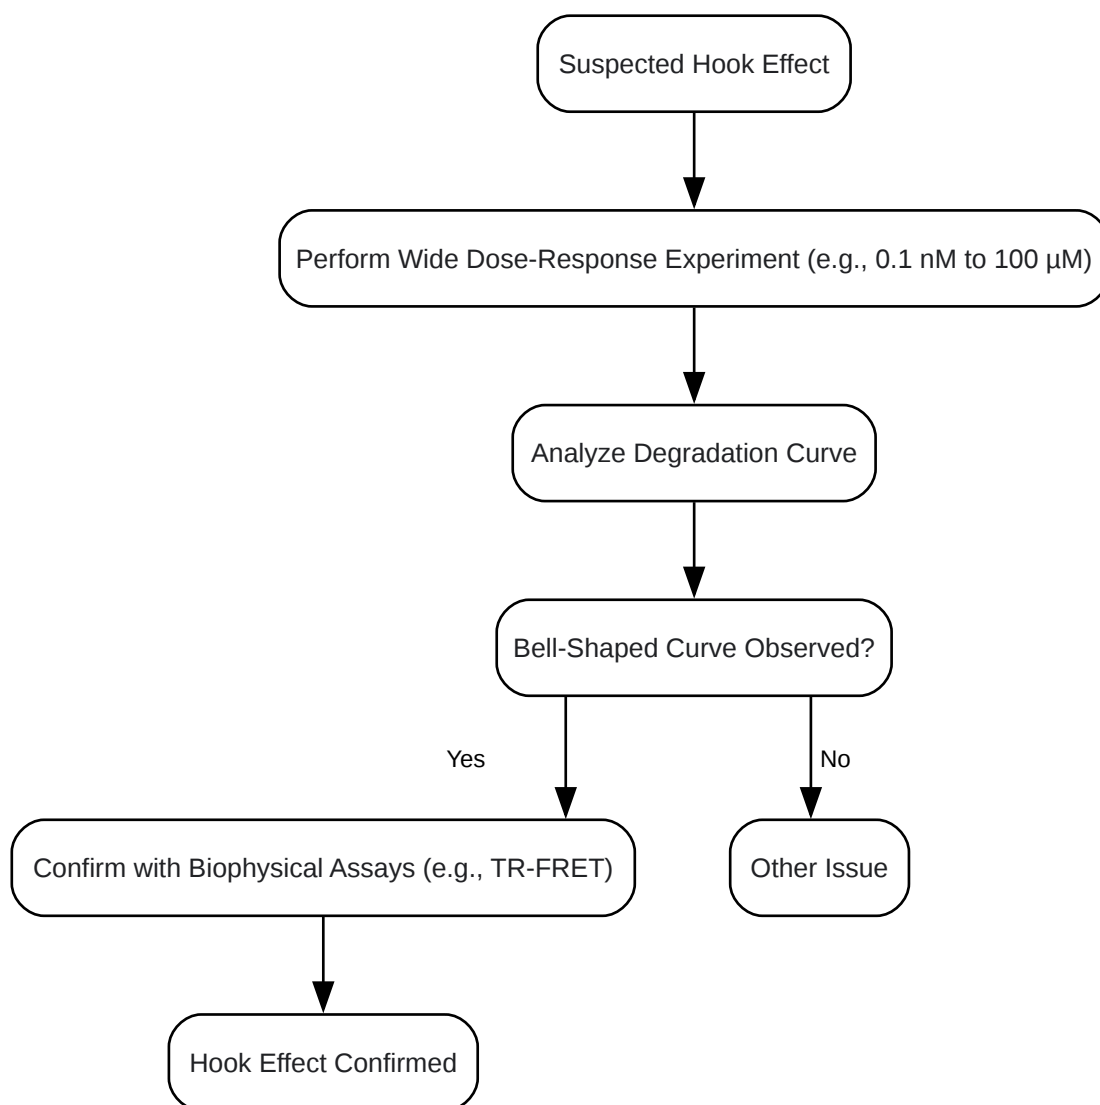 Suspected Hook Effect
Perform Wide Dose-Response Experiment (e.g., 0.1 nM to 100 µM)
Analyze Degradation Curve
Bell-Shaped Curve Observed?
Yes
No
Confirm with Biophysical Assays (e.g., TR-FRET)
Other Issue
Hook Effect Confirmed